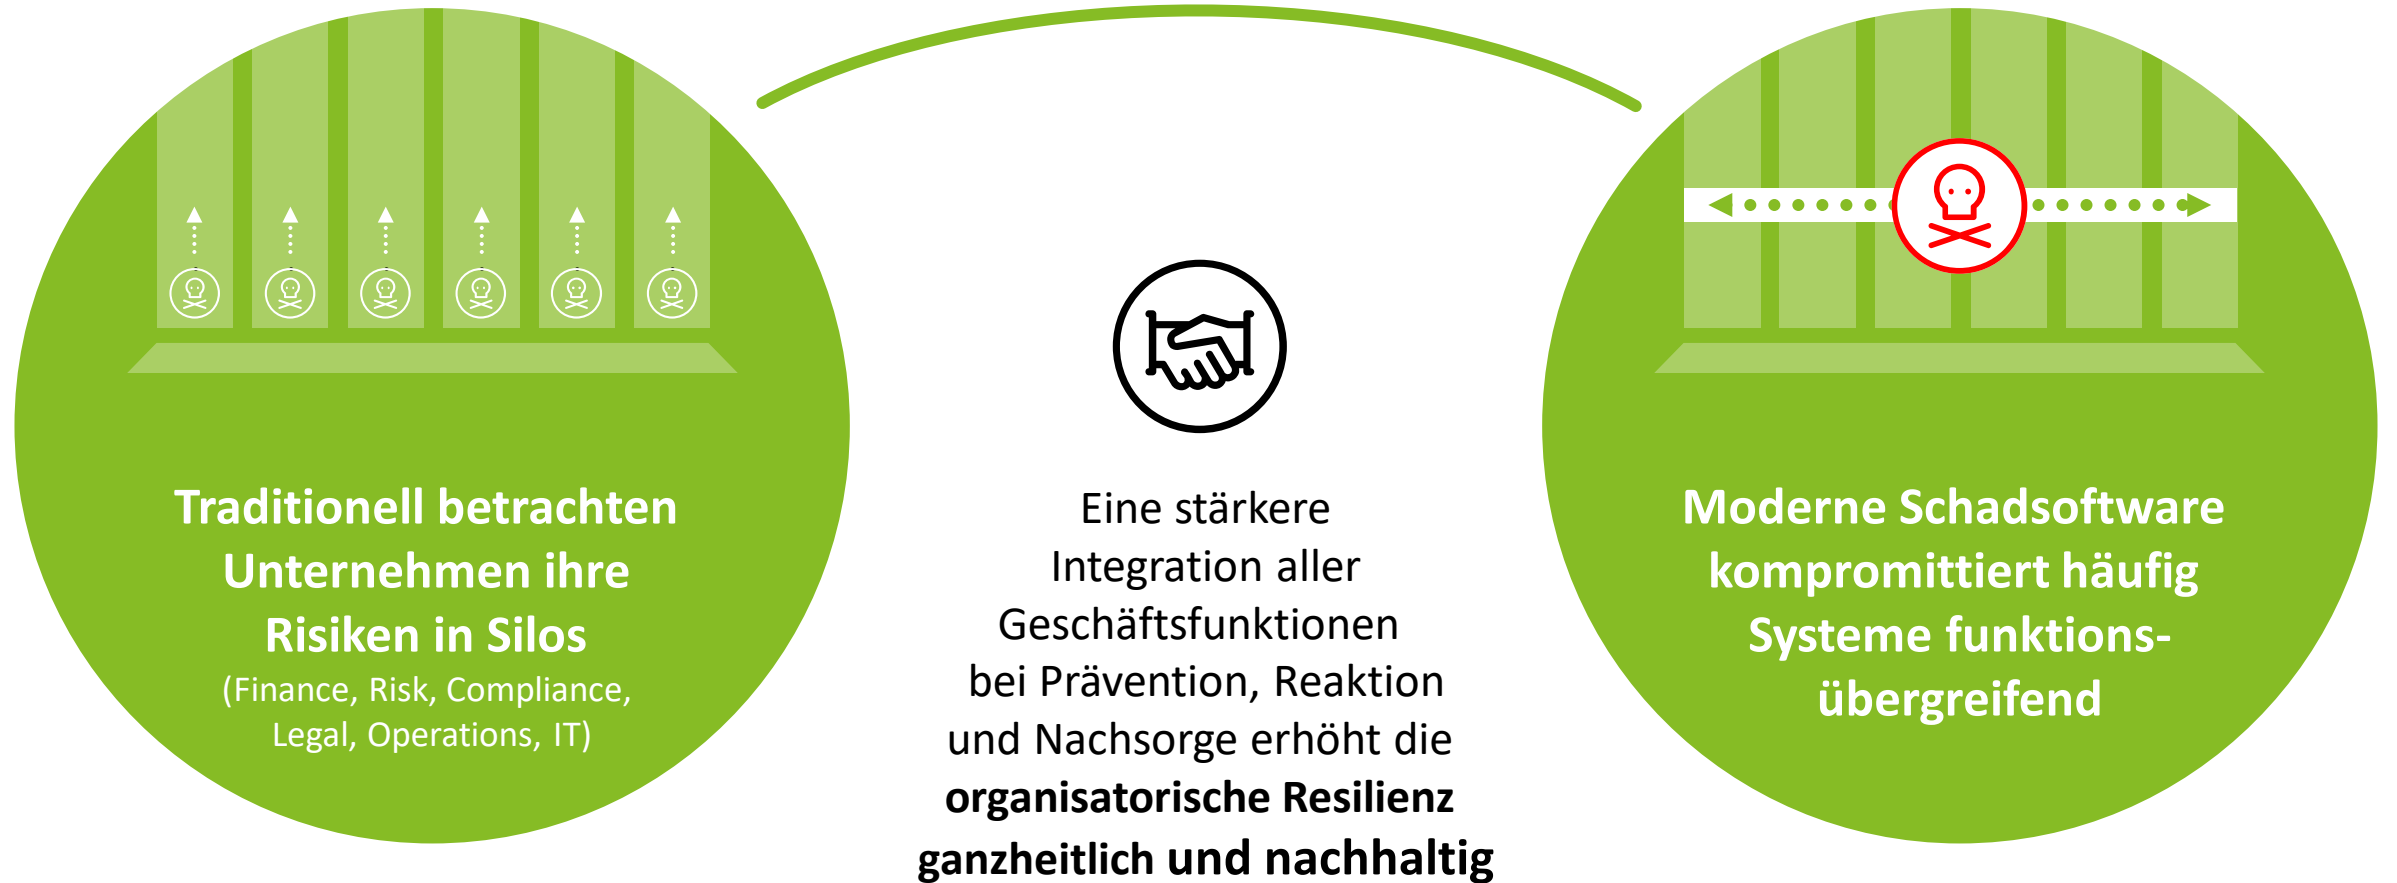 Traditionell betrachten
Unternehmen ihre
Risiken in Silos
(Finance, Risk, Compliance,
Legal, Operations, IT)
Eine stärkere
Integration aller
Geschäftsfunktionen
bei Prävention, Reaktion
und Nachsorge erhöht die
organisatorische Resilienz
ganzheitlich und nachhaltig
Moderne Schadsoftware
kompromittiert häufig
Systeme funktions-
übergreifend